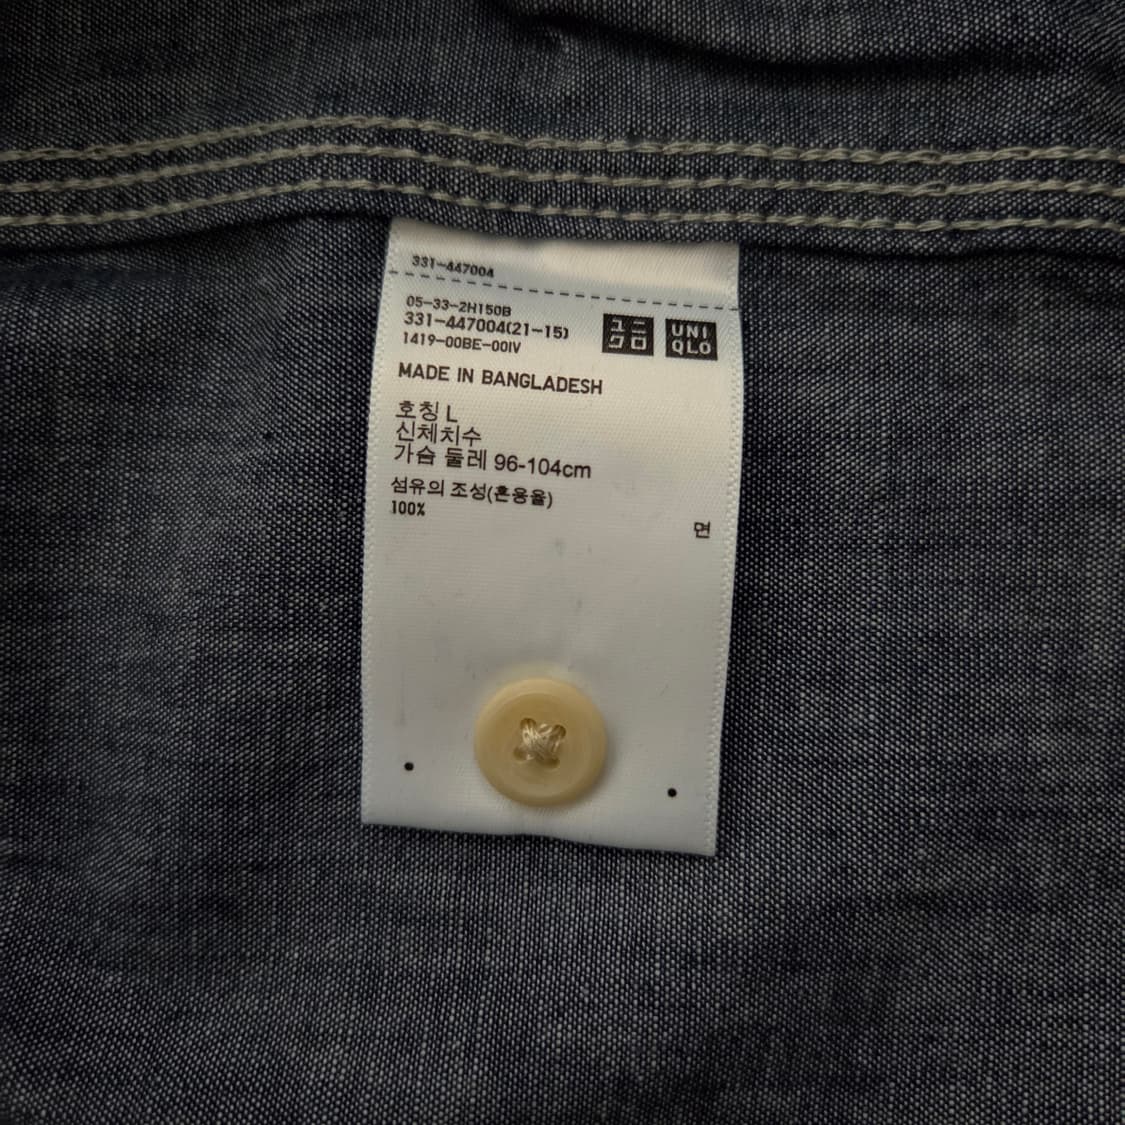 331-447004
05-33-2H150B
331-447004(21-15)
1419-00BE-00IV
ユニ
クロ
UNI
QLO
MADE IN BANGLADESH
호칭 L
신체치수
가슴 둘레 96-104cm
섬유의 조성(혼용율)
100% 면